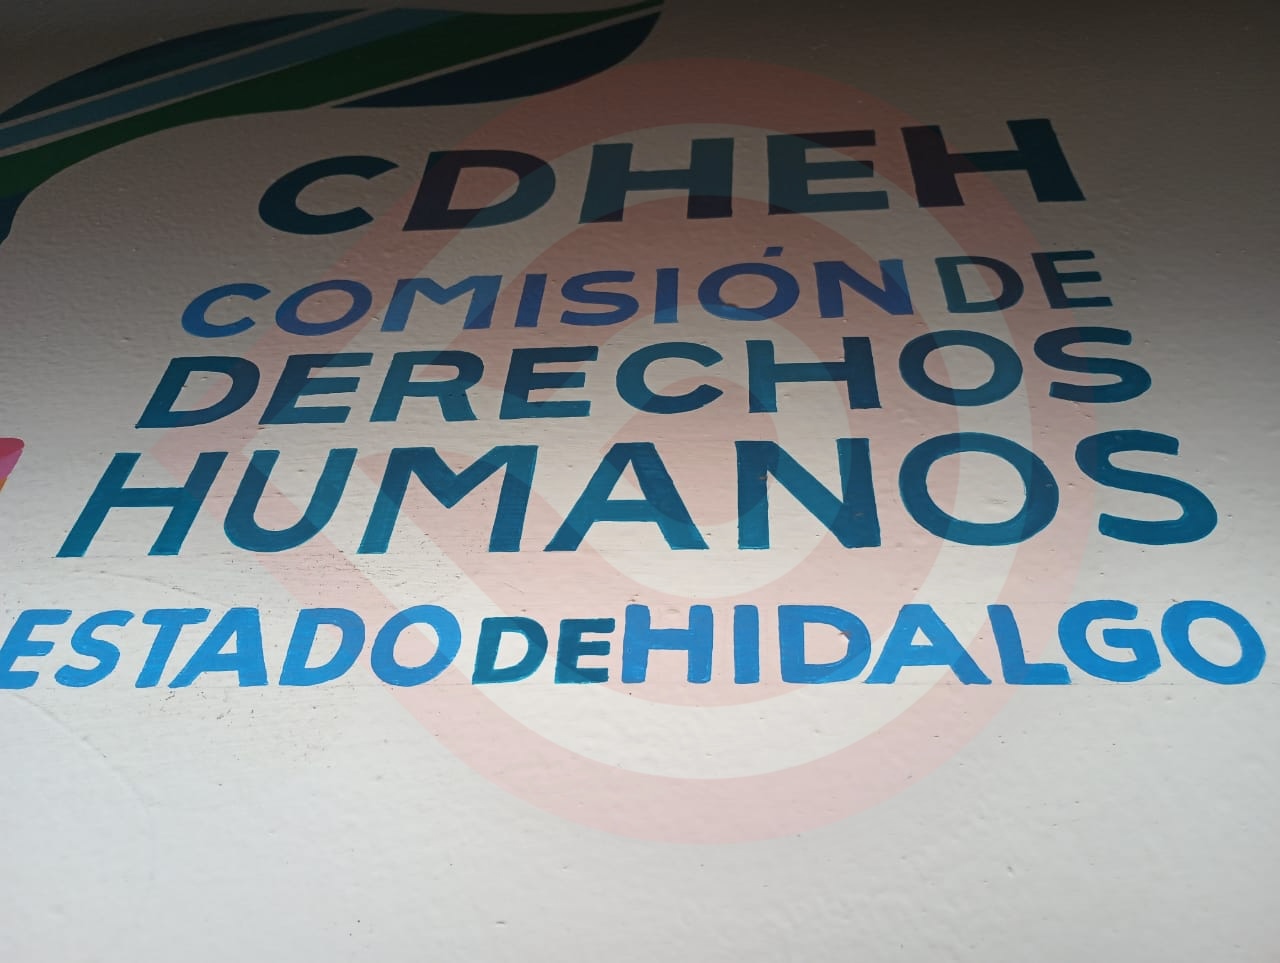 CDHEH
COMISIÓN DE
DERECHOS
HUMANOS
ESTADO DE HIDALGO